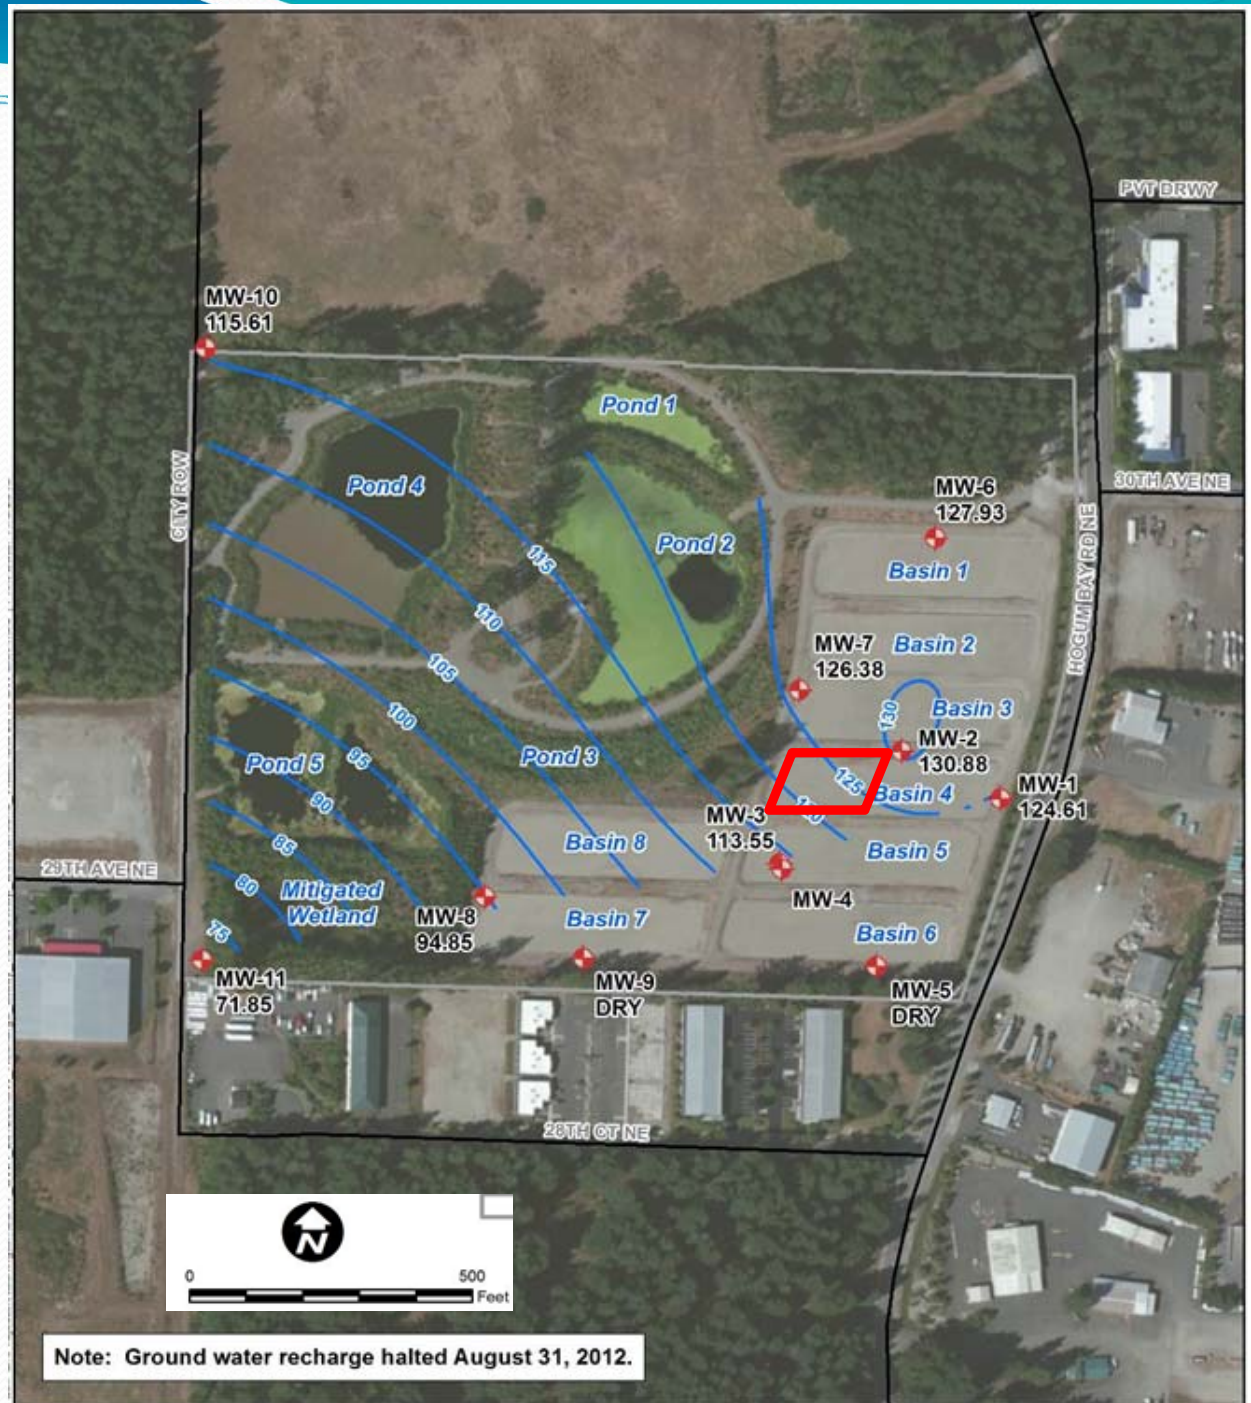 PVT DRWY
MW-10
115.61
Pond 1
CITY ROW
Pond 4
30TH AVE NE
MW-6
127.93
Pond 2
115
Basin 1
HOGUM BAY RD NE
110
Basin 2
MW-7
126.38
105
130
Basin 3
100
MW-2
130.88
Pond 3
95
Pond 5
125
Basin 4
MW-1
124.61
90
MW-3
113.55
85
Basin 8
Basin 5
29TH AVE NE
80
Mitigated
Wetland
MW-4
MW-8
94.85
Basin 7
Basin 6
75
MW-11
71.85
MW-9
DRY
MW-5
DRY
28TH CT NE
N
0
500
Feet
Note: Ground water recharge halted August 31, 2012.